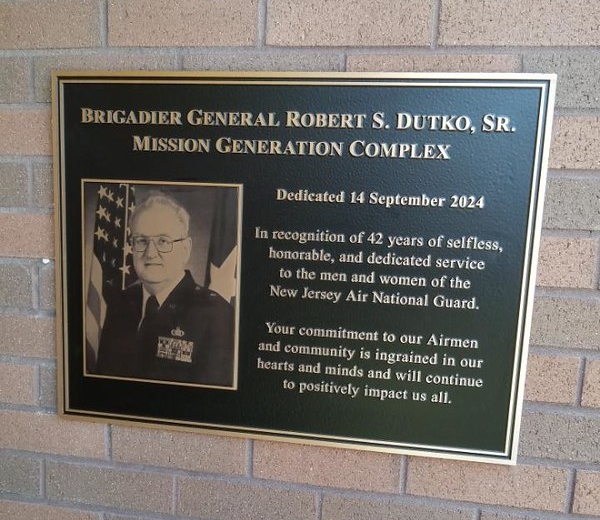 BRIGADIER GENERAL ROBERT S. DUTKO, SR.
MISSION GENERATION COMPLEX
Dedicated 14 September 2024
In recognition of 42 years of selfless,
honorable, and dedicated service
to the men and women of the
New Jersey Air National Guard.
Your commitment to our Airmen
and community is ingrained in our
hearts and minds and will continue
to positively impact us all.